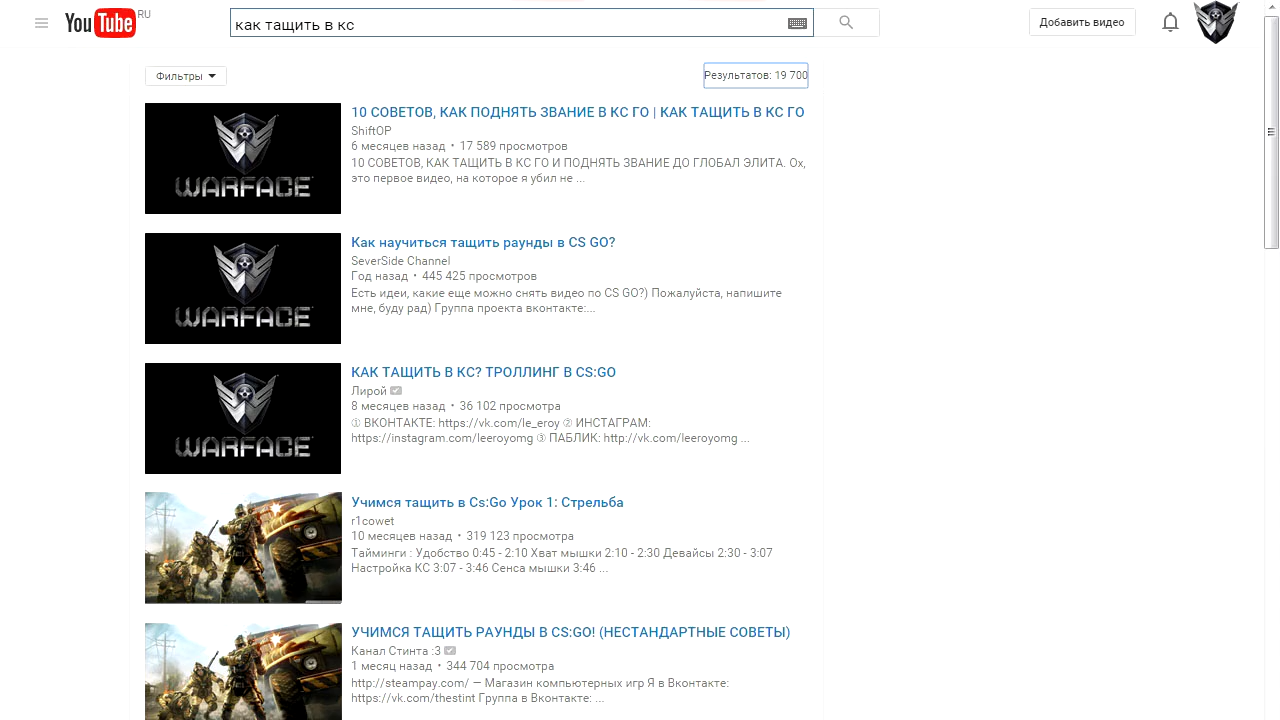 YouTube RU
как тащить в кс
Добавить видео
Фильтры
Результатов: 19 700
WARFACE
10 СОВЕТОВ, КАК ПОДНЯТЬ ЗВАНИЕ В КС ГО | КАК ТАЩИТЬ В КС ГО
ShiftOP
6 месяцев назад • 17 589 просмотров
10 СОВЕТОВ, КАК ТАЩИТЬ В КС ГО И ПОДНЯТЬ ЗВАНИЕ ДО ГЛОБАЛ ЭЛИТА. Ох,
это первое видео, на которое я убил не ...
WARFACE
Как научиться тащить раунды в CS GO?
SeverSide Channel
Год назад • 445 425 просмотров
Есть идеи, какие еще можно снять видео по CS GO?) Пожалуйста, напишите
мне, буду рад) Группа проекта вконтакте:...
WARFACE
КАК ТАЩИТЬ В КС? ТРОЛЛИНГ В CS:GO
Лирой
8 месяцев назад • 36 102 просмотра
① ВКОНТАКТЕ: https://vk.com/le_eroy ② ИНСТАГРАМ:
https://instagram.com/leeroyomg ③ ПАБЛИК: http://vk.com/leeroyomg ...
Учимся тащить в Cs:Go Урок 1: Стрельба
r1cowet
10 месяцев назад • 319 123 просмотра
Тайминги : Удобство 0:45 - 2:10 Хват мышки 2:10 - 2:30 Девайсы 2:30 - 3:07
Настройка КС 3:07 - 3:46 Сенса мышки 3:46 ...
УЧИМСЯ ТАЩИТЬ РАУНДЫ В CS:GO! (НЕСТАНДАРТНЫЕ СОВЕТЫ)
Канал Стинта :3
1 месяц назад • 344 704 просмотра
http://steampay.com/ — Магазин компьютерных игр Я в Вконтакте:
https://vk.com/thestint Группа в Вконтакте: ...